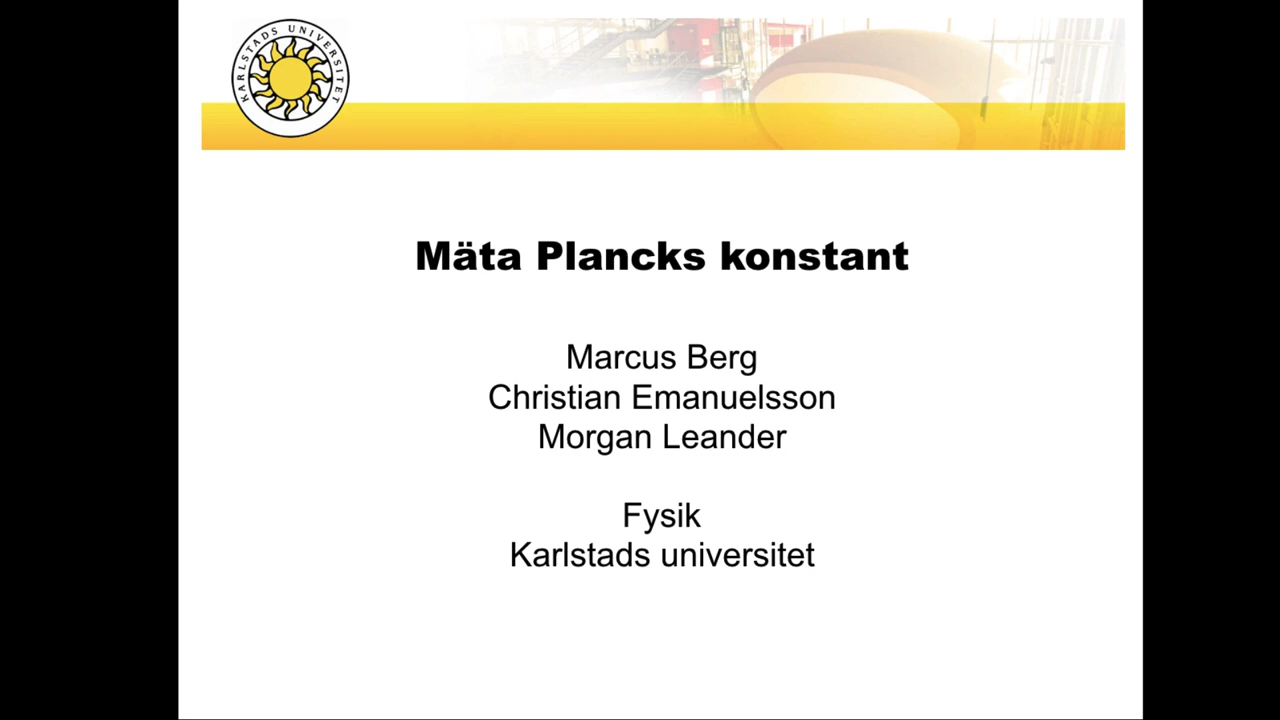 KARLSTADS UNIVERSITET
Mäta Plancks konstant
Marcus Berg
Christian Emanuelsson
Morgan Leander
Fysik
Karlstads universitet